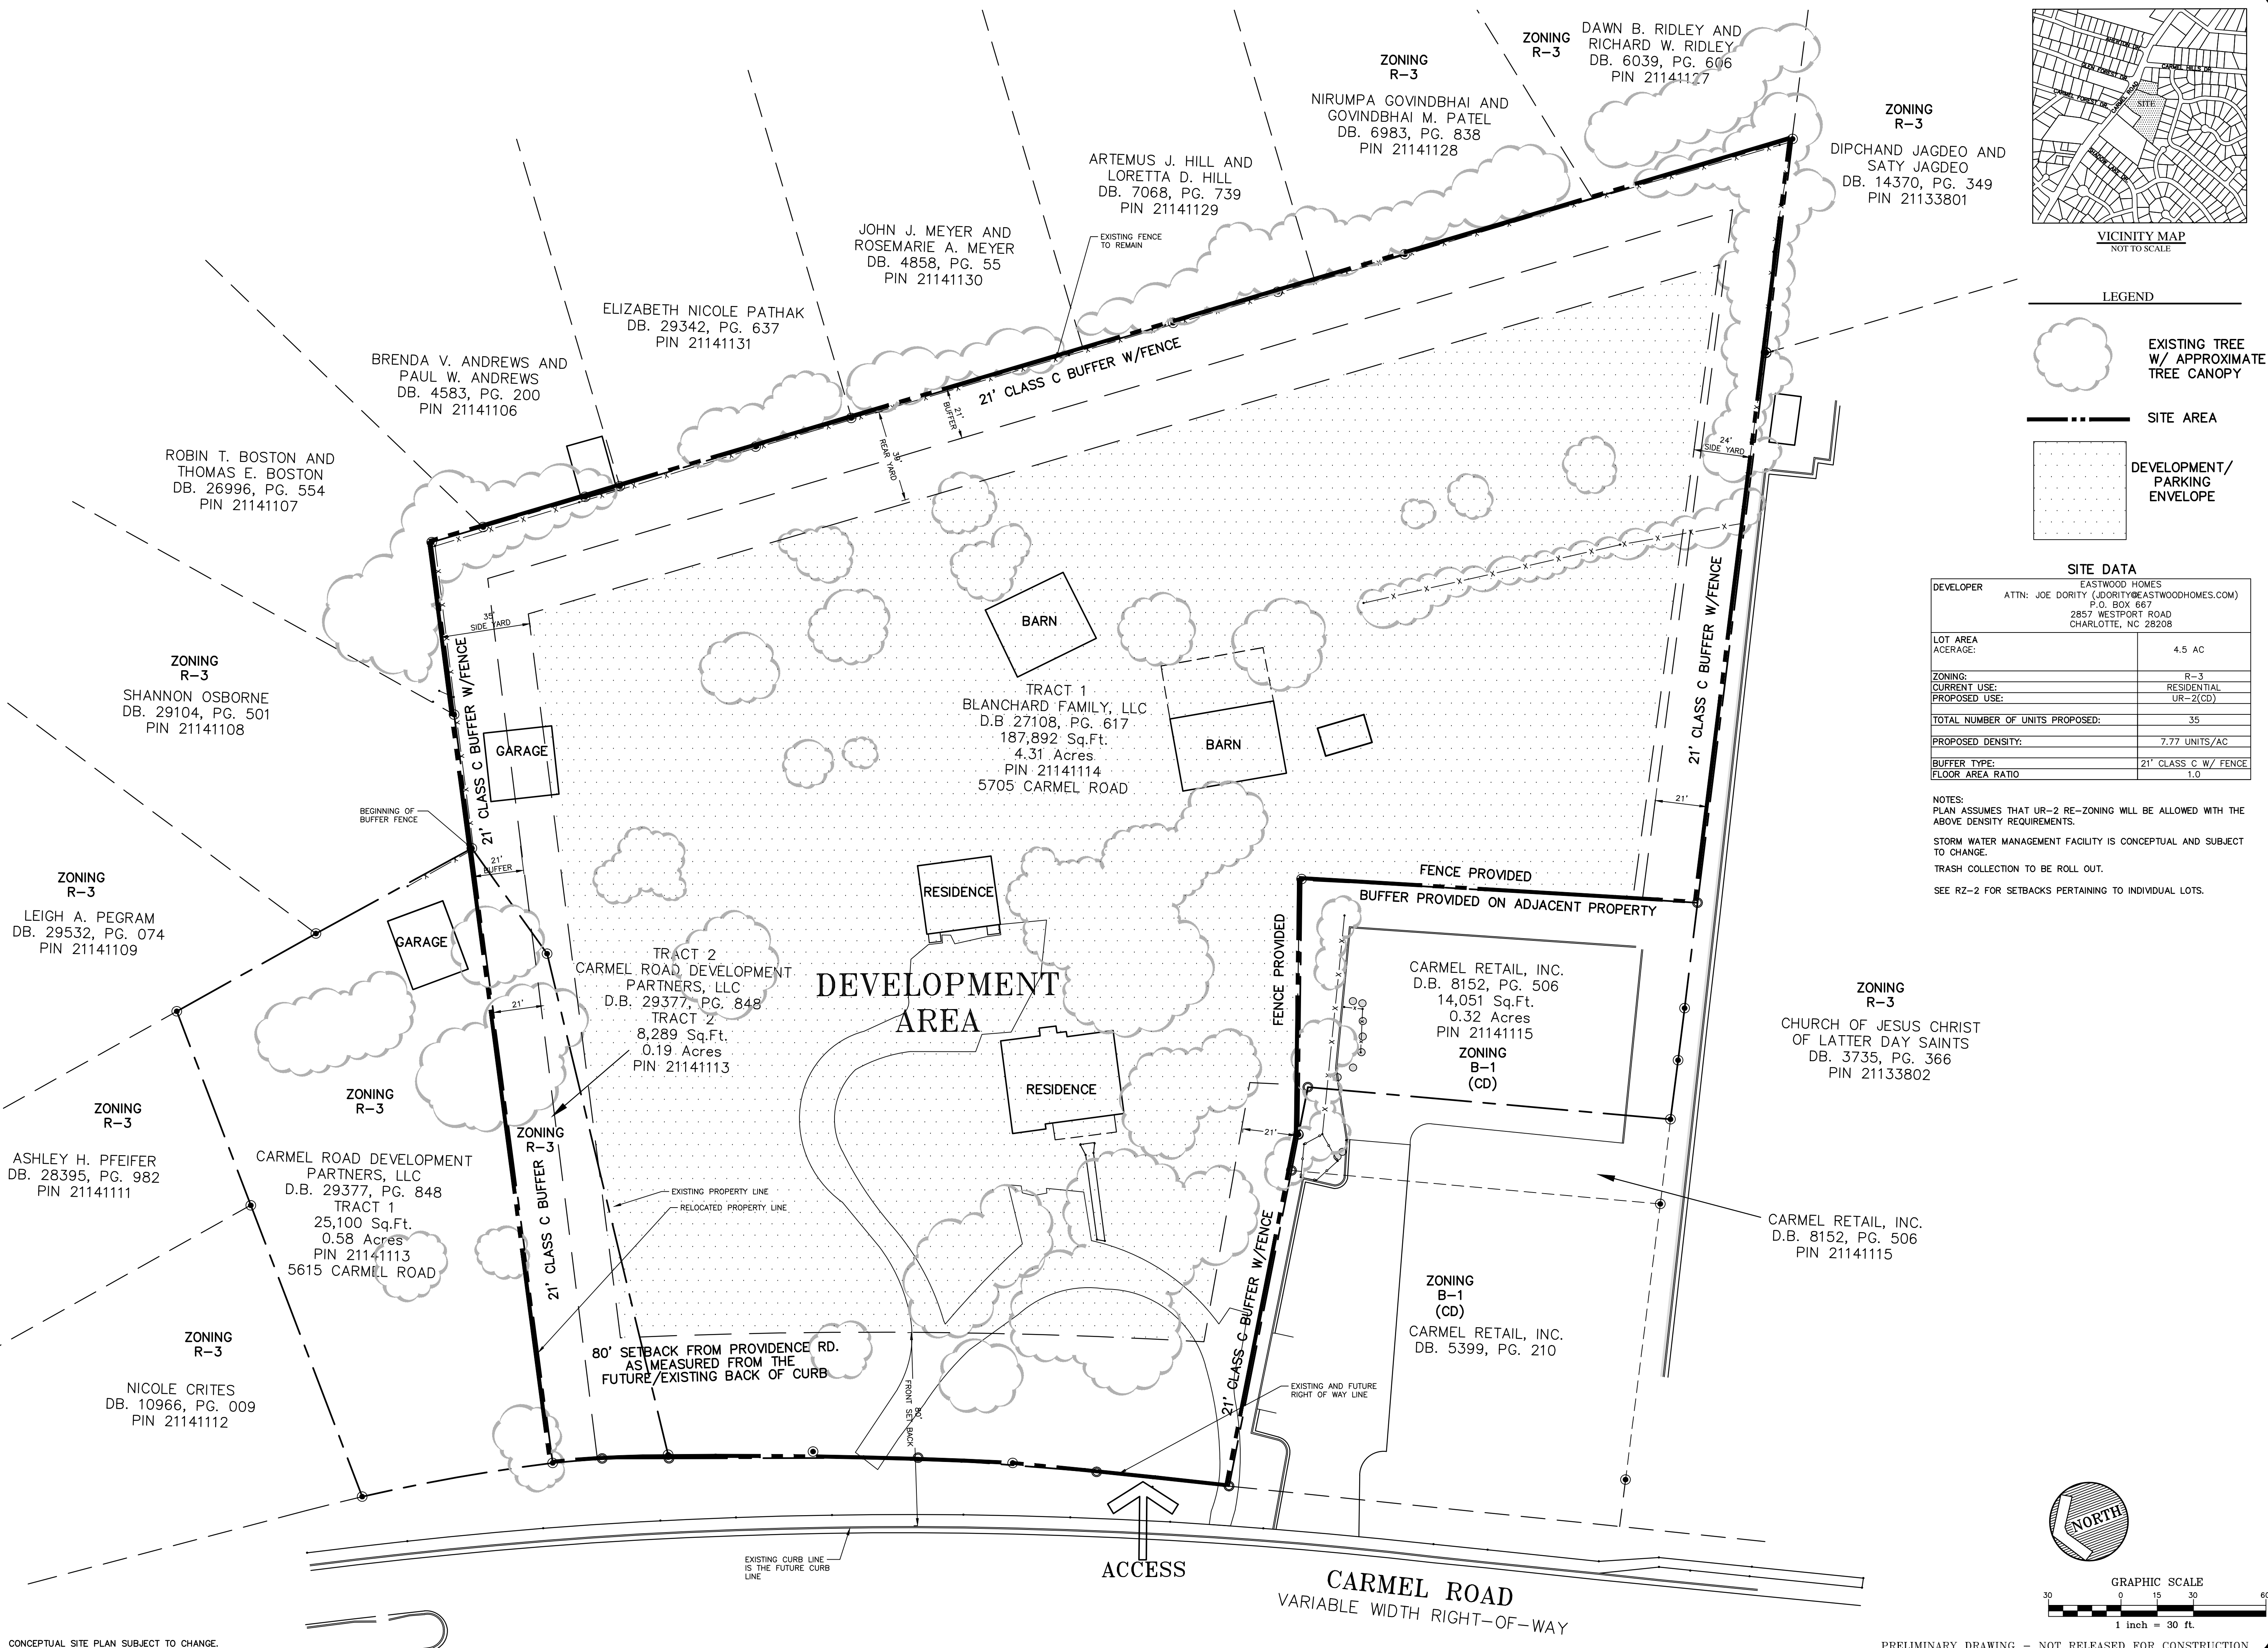 ZONING
R-3
DAWN B. RIDLEY AND
RICHARD W. RIDLEY
DB. 6039, PG. 606
PIN 21141127
ZONING
R-3
NIRUMPA GOVINDBHAI AND
GOVINDBHAI M. PATEL
DB. 6983, PG. 838
PIN 21141128
ZONING
R-3
DIPCHAND JAGDEO AND
SATY JAGDEO
DB. 14370, PG. 349
PIN 21133801
ARTEMUS J. HILL AND
LORETTA D. HILL
DB. 7068, PG. 739
PIN 21141129
EXISTING FENCE
TO REMAIN
JOHN J. MEYER AND
ROSEMARIE A. MEYER
DB. 4858, PG. 55
PIN 21141130
ELIZABETH NICOLE PATHAK
DB. 29342, PG. 637
PIN 21141131
BRENDA V. ANDREWS AND
PAUL W. ANDREWS
DB. 4583, PG. 200
PIN 21141106
ROBIN T. BOSTON AND
THOMAS E. BOSTON
DB. 26996, PG. 554
PIN 21141107
ZONING
R-3
SHANNON OSBORNE
DB. 29104, PG. 501
PIN 21141108
ZONING
R-3
LEIGH A. PEGRAM
DB. 29532, PG. 074
PIN 21141109
ZONING
R-3
ASHLEY H. PFEIFER
DB. 28395, PG. 982
PIN 21141111
ZONING
R-3
NICOLE CRITES
DB. 10966, PG. 009
PIN 21141112
ZONING
R-3
CARMEL ROAD DEVELOPMENT
PARTNERS, LLC
D.B. 29377, PG. 848
TRACT 1
25,100 Sq.Ft.
0.58 Acres
PIN 21141113
5615 CARMEL ROAD
21' CLASS C BUFFER W/FENCE
21'
BUFFER
39'
REAR YARD
24'
SIDE YARD
35'
SIDE YARD
21' CLASS C BUFFER W/FENCE
21' CLASS C BUFFER W/FENCE
21'
GARAGE
BEGINNING OF
BUFFER FENCE
21'
BUFFER
GARAGE
21'
BARN
BARN
TRACT 1
BLANCHARD FAMILY, LLC
D.B 27108, PG. 617
187,892 Sq.Ft.
4.31 Acres
PIN 21141114
5705 CARMEL ROAD
RESIDENCE
TRACT 2
CARMEL ROAD DEVELOPMENT
PARTNERS, LLC
D.B. 29377, PG. 848
TRACT 2
8,289 Sq.Ft.
0.19 Acres
PIN 21141113
DEVELOPMENT
AREA
RESIDENCE
ZONING
R-3
21' CLASS C BUFFER
EXISTING PROPERTY LINE
RELOCATED PROPERTY LINE
80' SETBACK FROM PROVIDENCE RD.
AS MEASURED FROM THE
FUTURE/EXISTING BACK OF CURB
80'
FRONT SETBACK
FENCE PROVIDED
BUFFER PROVIDED ON ADJACENT PROPERTY
FENCE PROVIDED
CARMEL RETAIL, INC.
D.B. 8152, PG. 506
14,051 Sq.Ft.
0.32 Acres
PIN 21141115
ZONING
B-1
(CD)
21'
21' CLASS C BUFFER W/FENCE
EXISTING AND FUTURE
RIGHT OF WAY LINE
ZONING
B-1
(CD)
CARMEL RETAIL, INC.
DB. 5399, PG. 210
CARMEL RETAIL, INC.
D.B. 8152, PG. 506
PIN 21141115
ZONING
R-3
CHURCH OF JESUS CHRIST
OF LATTER DAY SAINTS
DB. 3735, PG. 366
PIN 21133802
EXISTING CURB LINE
IS THE FUTURE CURB
LINE
ACCESS
CARMEL ROAD
VARIABLE WIDTH RIGHT-OF-WAY
CONCEPTUAL SITE PLAN SUBJECT TO CHANGE.
CARMEL HILLS DR.
CARMEL FOREST DR.
CARMEL ROAD
SITE
VICINITY MAP
NOT TO SCALE
LEGEND
EXISTING TREE
W/ APPROXIMATE
TREE CANOPY
SITE AREA
DEVELOPMENT/
PARKING
ENVELOPE
SITE DATA
DEVELOPER
EASTWOOD HOMES
ATTN: JOE DORITY (JDORITY@EASTWOODHOMES.COM)
P.O. BOX 667
2857 WESTPORT ROAD
CHARLOTTE, NC 28208
LOT AREA
ACERAGE: 4.5 AC
ZONING: R-3
CURRENT USE: RESIDENTIAL
PROPOSED USE: UR-2(CD)
TOTAL NUMBER OF UNITS PROPOSED: 35
PROPOSED DENSITY: 7.77 UNITS/AC
BUFFER TYPE: 21' CLASS C W/ FENCE
FLOOR AREA RATIO 1.0
NOTES:
PLAN ASSUMES THAT UR-2 RE-ZONING WILL BE ALLOWED WITH THE
ABOVE DENSITY REQUIREMENTS.
STORM WATER MANAGEMENT FACILITY IS CONCEPTUAL AND SUBJECT
TO CHANGE.
TRASH COLLECTION TO BE ROLL OUT.
SEE RZ-2 FOR SETBACKS PERTAINING TO INDIVIDUAL LOTS.
NORTH
GRAPHIC SCALE
30 0 15 30 60
1 inch = 30 ft.
PRELIMINARY DRAWING - NOT RELEASED FOR CONSTRUCTION